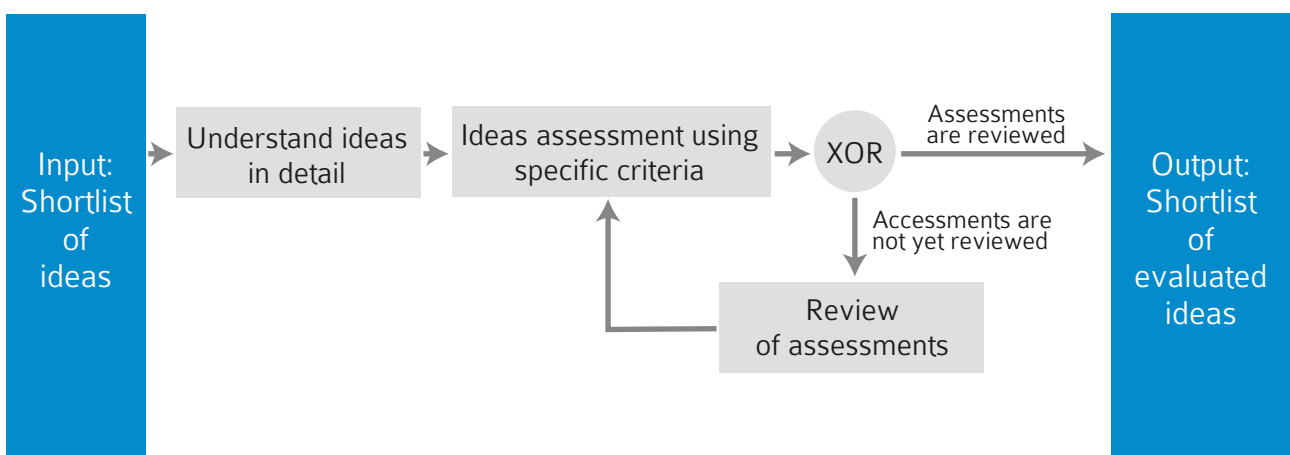 Input:
Shortlist
of
ideas
Understand ideas
in detail
Ideas assessment using
specific criteria
XOR
Assessments
are reviewed
Accessments are
not yet reviewed
Review
of assessments
Output:
Shortlist
of
evaluated
ideas